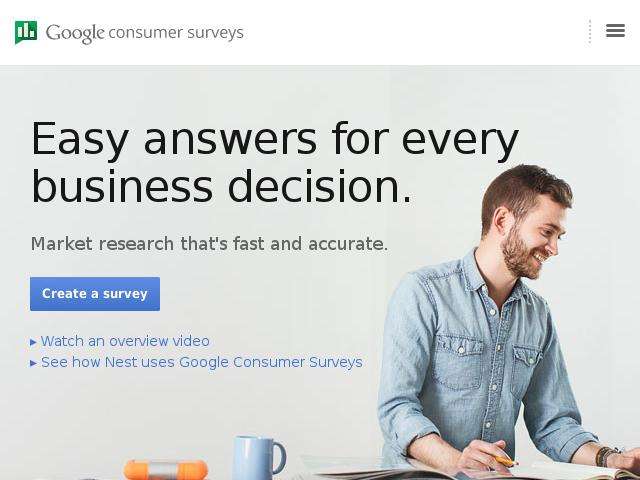 Google consumer surveys
Easy answers for every
business decision.
Market research that's fast and accurate.
Create a survey
▸ Watch an overview video
▸ See how Nest uses Google Consumer Surveys